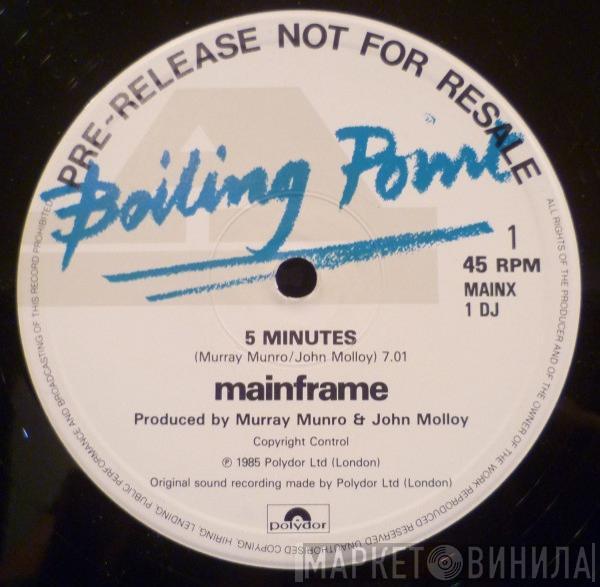 PRE-RELEASE NOT FOR RESALE
Boiling Point
1
45 RPM
MAINX
1 DJ
5 MINUTES
(Murray Munro/John Molloy) 7.01
mainframe
Produced by Murray Munro & John Molloy
Copyright Control
℗ 1985 Polydor Ltd (London)
Original sound recording made by Polydor Ltd (London)
polydor
ALL RIGHTS OF THE PRODUCER AND OF THE OWNER OF THE WORK REPRODUCED RESERVED UNAUTHORISED COPYING, HIRING, LENDING, PUBLIC PERFORMANCE AND BROADCASTING OF THIS RECORD PROHIBITED
МАРКЕТ ВИНИЛА